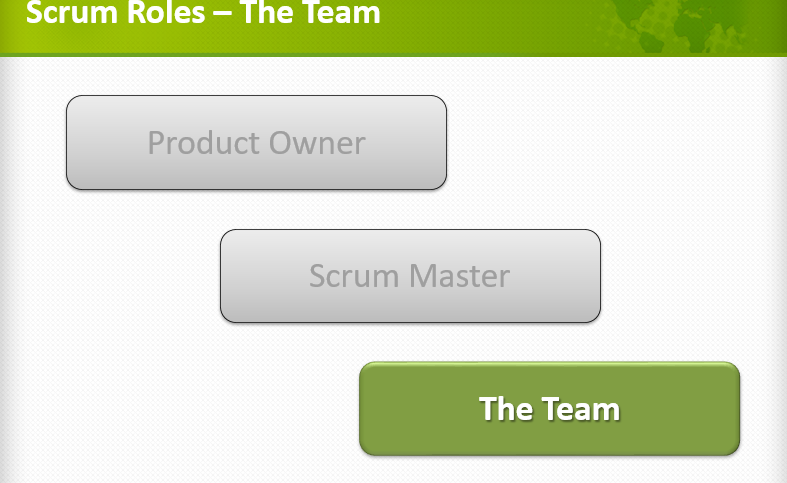 Scrum Roles – The Team
Product Owner
Scrum Master
The Team